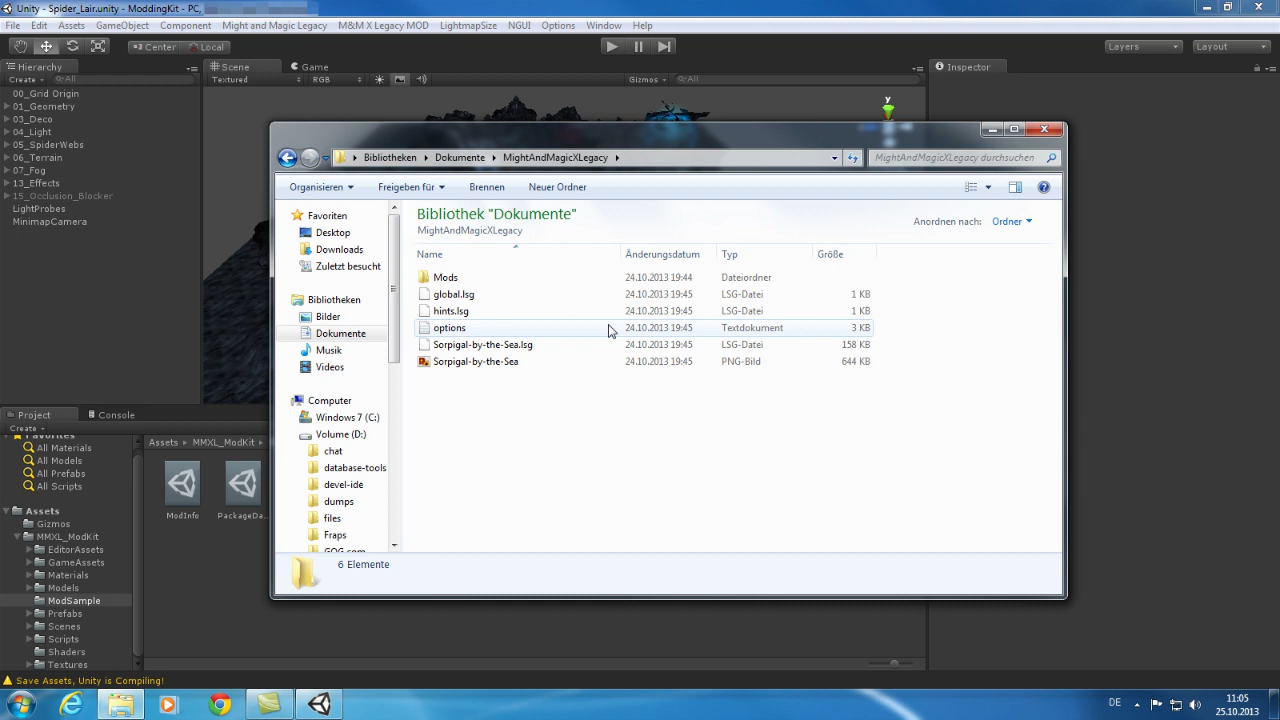 Unity - Spider_Lair.unity - ModdingKit - PC,
File Edit Assets GameObject Component Might and Magic Legacy M&M X Legacy MOD LightmapSize NGUI Options Window Help
Center Local Layers Layout
Hierarchy Scene Game Inspector
Create All Textured RGB Gizmos All
00_Grid Origin
01_Geometry
03_Deco
04_Light
05_SpiderWebs
06_Terrain
07_Fog
13_Effects
15_Occlusion_Blocker
LightProbes
MinimapCamera
y
Bibliotheken Dokumente MightAndMagicXLegacy MightAndMagicXLegacy durchsuchen
Organisieren Freigeben für Brennen Neuer Ordner
Favoriten
Desktop
Downloads
Zuletzt besucht
Bibliotheken
Bilder
Dokumente
Musik
Videos
Computer
Windows 7 (C:)
Volume (D:)
chat
database-tools
devel-ide
dumps
files
Fraps
GOG.com
Bibliothek "Dokumente"
MightAndMagicXLegacy
Anordnen nach: Ordner
Name Änderungsdatum Typ Größe
Mods 24.10.2013 19:44 Dateiordner
global.lsg 24.10.2013 19:45 LSG-Datei 1 KB
hints.lsg 24.10.2013 19:45 LSG-Datei 1 KB
options 24.10.2013 19:45 Textdokument 3 KB
Sorpigal-by-the-Sea.lsg 24.10.2013 19:45 LSG-Datei 158 KB
Sorpigal-by-the-Sea 24.10.2013 19:45 PNG-Bild 644 KB
6 Elemente
Project Console
Create
Favorites
All Materials
All Models
All Prefabs
All Scripts
Assets
Gizmos
MMXL_ModKit
EditorAssets
GameAssets
Materials
Models
ModSample
Prefabs
Scenes
Scripts
Shaders
Textures
Assets MMXL_ModKit
ModInfo PackageDa...
Save Assets, Unity is Compiling!
DE 11:05
25.10.2013